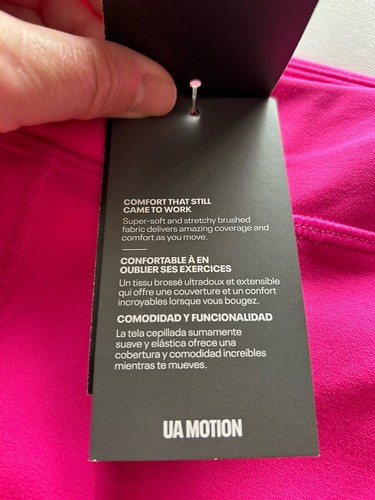 COMFORT THAT STILL
CAME TO WORK
Super-soft and stretchy brushed
fabric delivers amazing coverage and
comfort as you move.
CONFORTABLE À EN
OUBLIER SES EXERCICES
Un tissu brossé ultradoux et extensible
qui offre une couverture et un confort
incroyables lorsque vous bougez.
COMODIDAD Y FUNCIONALIDAD
La tela cepillada sumamente
suave y elástica ofrece una
cobertura y comodidad increíbles
mientras te mueves.
UA MOTION